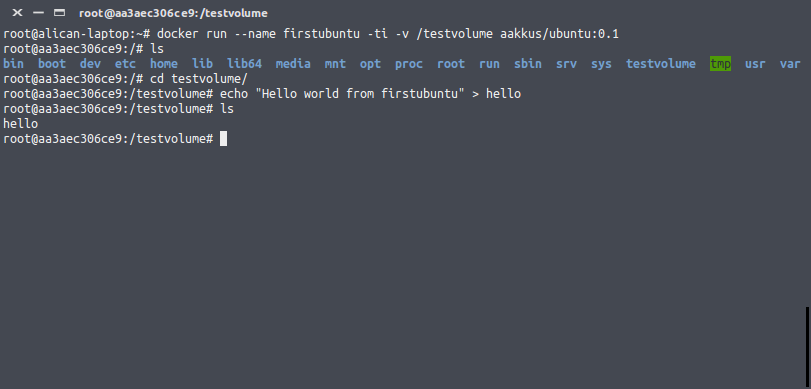 root@aa3aec306ce9: /testvolume
root@alican-laptop:~# docker run --name firstubuntu -ti -v /testvolume aakkus/ubuntu:0.1
root@aa3aec306ce9:/# ls
bin boot dev etc home lib lib64 media mnt opt proc root run sbin srv sys testvolume tmp usr var
root@aa3aec306ce9:/# cd testvolume/
root@aa3aec306ce9:/testvolume# echo "Hello world from firstubuntu" > hello
root@aa3aec306ce9:/testvolume# ls
hello
root@aa3aec306ce9:/testvolume#